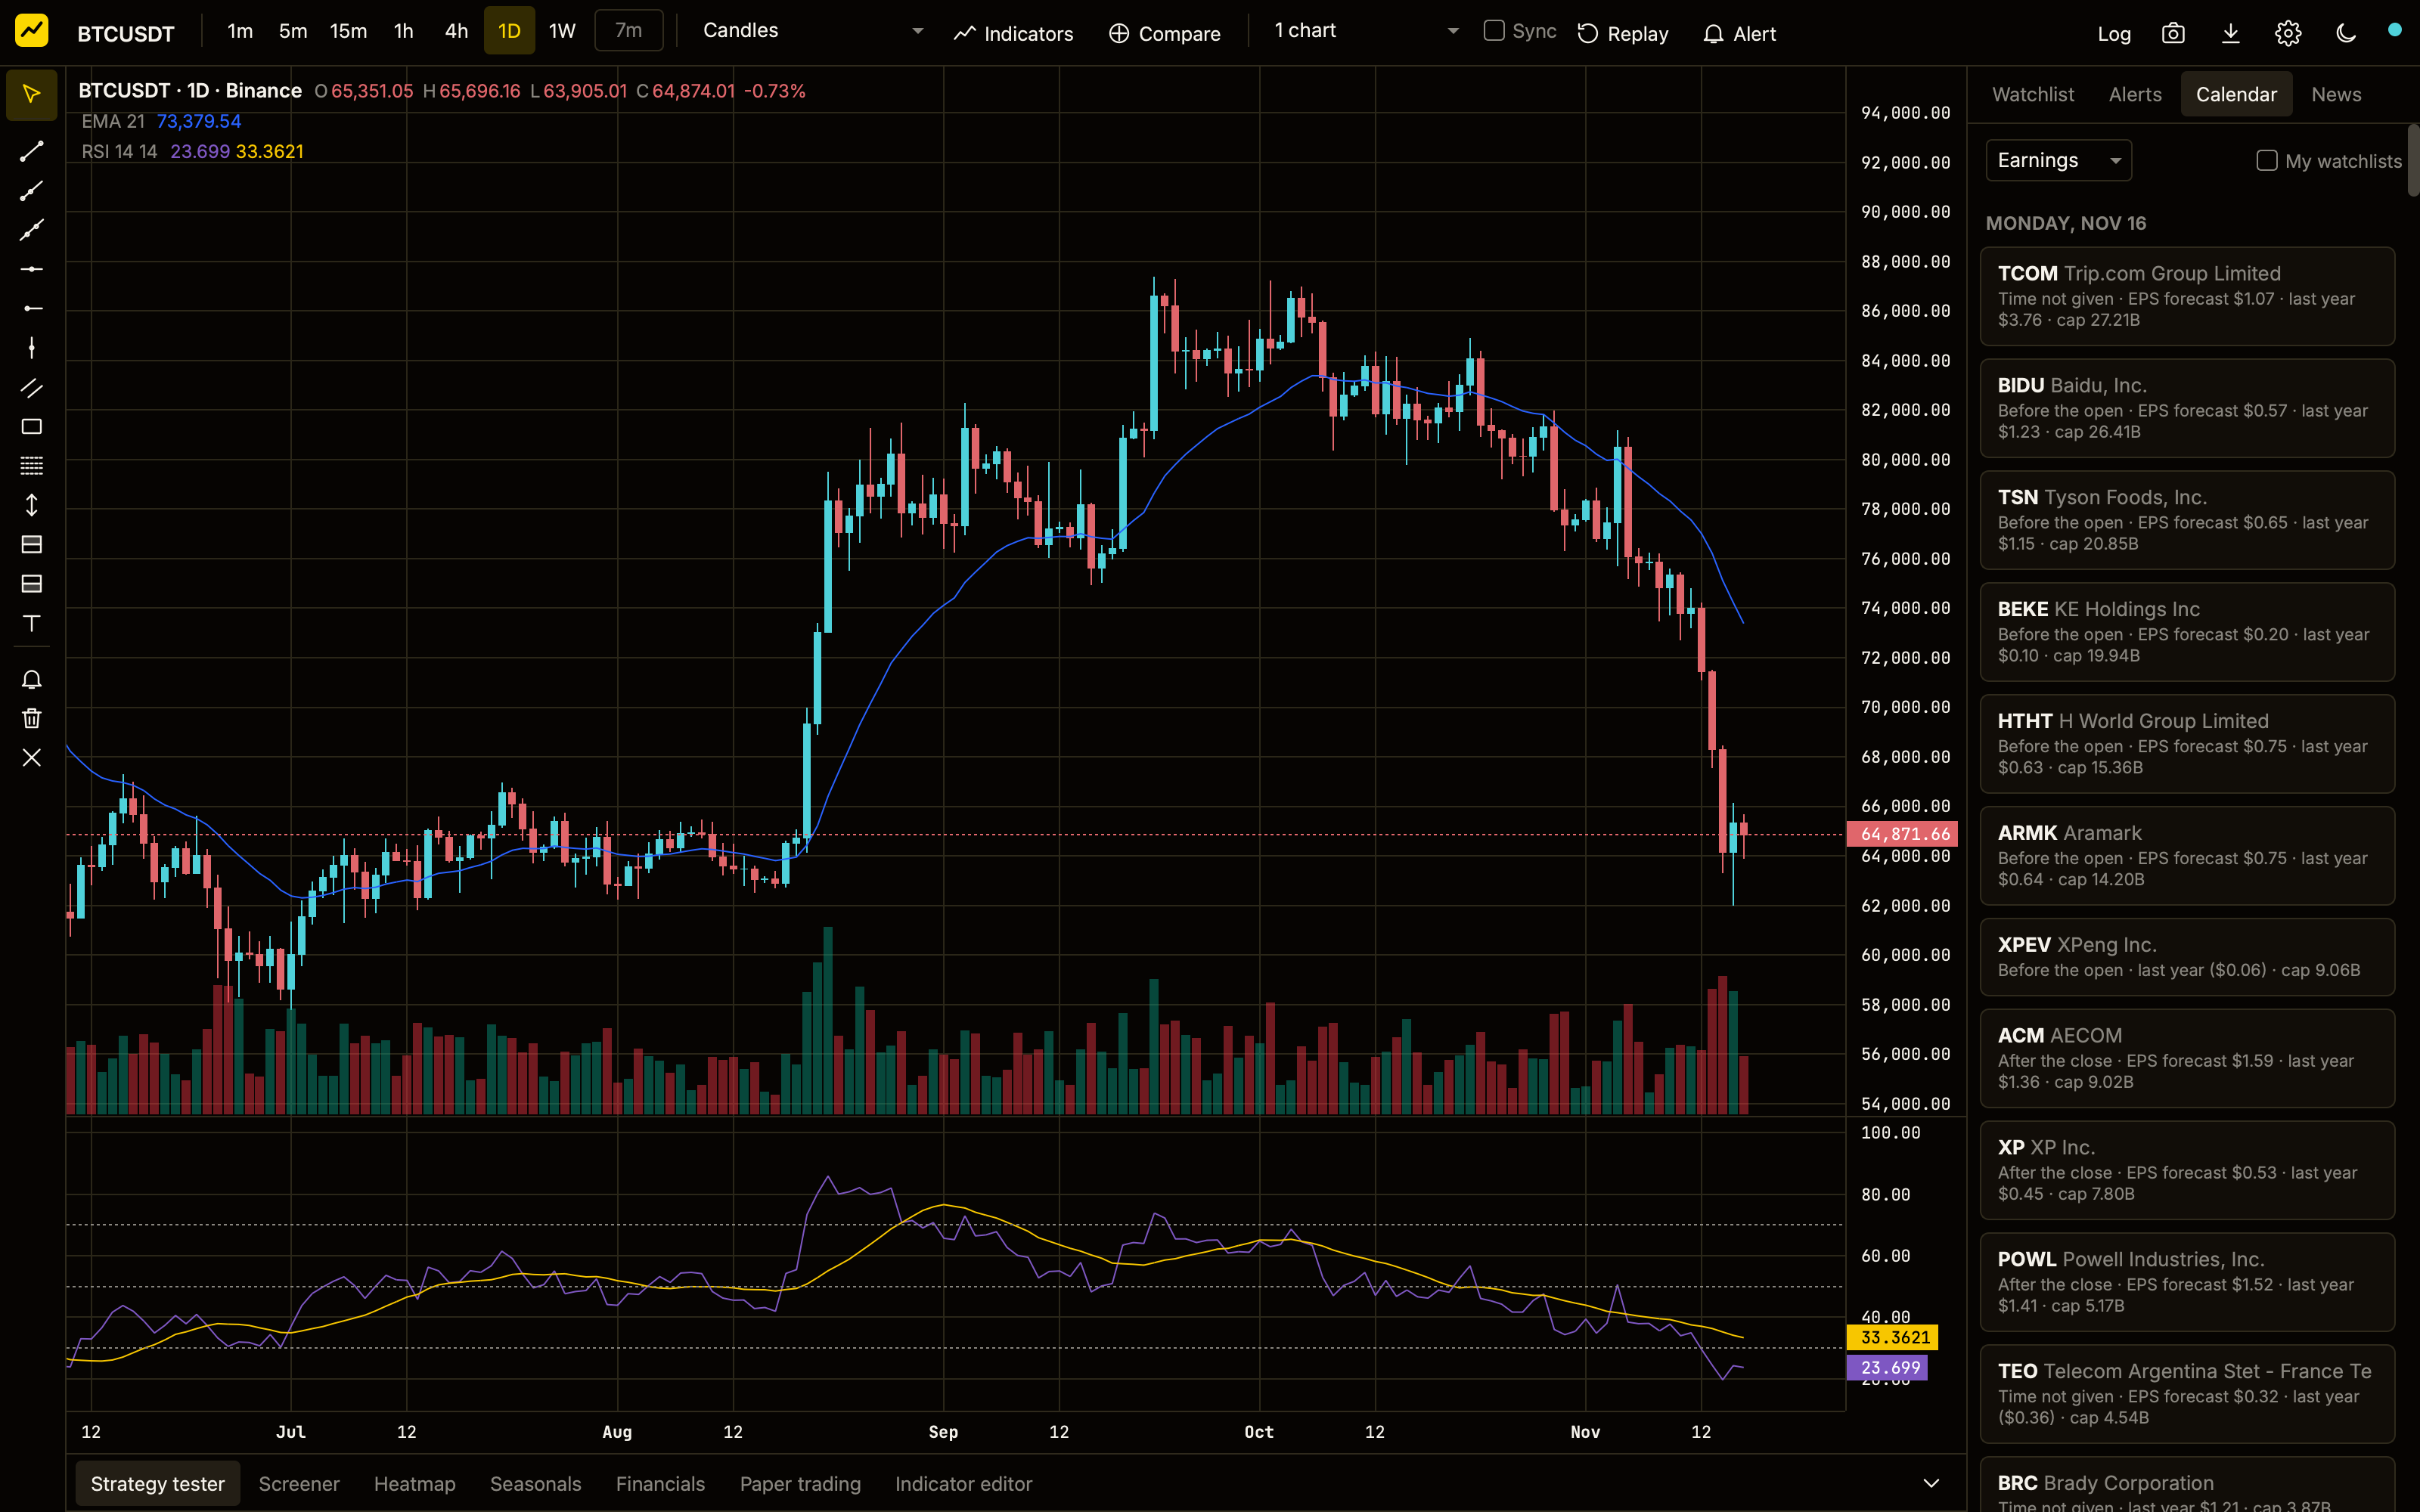 BTCUSDT 1m 5m 15m 1h 4h 1D 1W 7m Candles Indicators Compare 1 chart Sync Replay Alert Log
BTCUSDT · 1D · Binance O 65,351.05 H 65,696.16 L 63,905.01 C 64,874.01 -0.73%
EMA 21 73,379.54
RSI 14 14 23.699 33.3621
94,000.00
92,000.00
90,000.00
88,000.00
86,000.00
84,000.00
82,000.00
80,000.00
78,000.00
76,000.00
74,000.00
72,000.00
70,000.00
68,000.00
66,000.00
64,871.66
64,000.00
62,000.00
60,000.00
58,000.00
56,000.00
54,000.00
100.00
80.00
60.00
40.00
33.3621
23.699
20.00
12 Jul 12 Aug 12 Sep 12 Oct 12 Nov 12
Strategy tester Screener Heatmap Seasonals Financials Paper trading Indicator editor
Watchlist Alerts Calendar News
Earnings My watchlists
MONDAY, NOV 16
TCOM Trip.com Group Limited
Time not given · EPS forecast $1.07 · last year
$3.76 · cap 27.21B
BIDU Baidu, Inc.
Before the open · EPS forecast $0.57 · last year
$1.23 · cap 26.41B
TSN Tyson Foods, Inc.
Before the open · EPS forecast $0.65 · last year
$1.15 · cap 20.85B
BEKE KE Holdings Inc
Before the open · EPS forecast $0.20 · last year
$0.10 · cap 19.94B
HTHT H World Group Limited
Before the open · EPS forecast $0.75 · last year
$0.63 · cap 15.36B
ARMK Aramark
Before the open · EPS forecast $0.75 · last year
$0.64 · cap 14.20B
XPEV XPeng Inc.
Before the open · last year ($0.06) · cap 9.06B
ACM AECOM
After the close · EPS forecast $1.59 · last year
$1.36 · cap 9.02B
XP XP Inc.
After the close · EPS forecast $0.53 · last year
$0.45 · cap 7.80B
POWL Powell Industries, Inc.
After the close · EPS forecast $1.52 · last year
$1.41 · cap 5.17B
TEO Telecom Argentina Stet - France Te
Time not given · EPS forecast $0.32 · last year
($0.36) · cap 4.54B
BRC Brady Corporation
Time not given · last year $1.21 · cap 3.87B